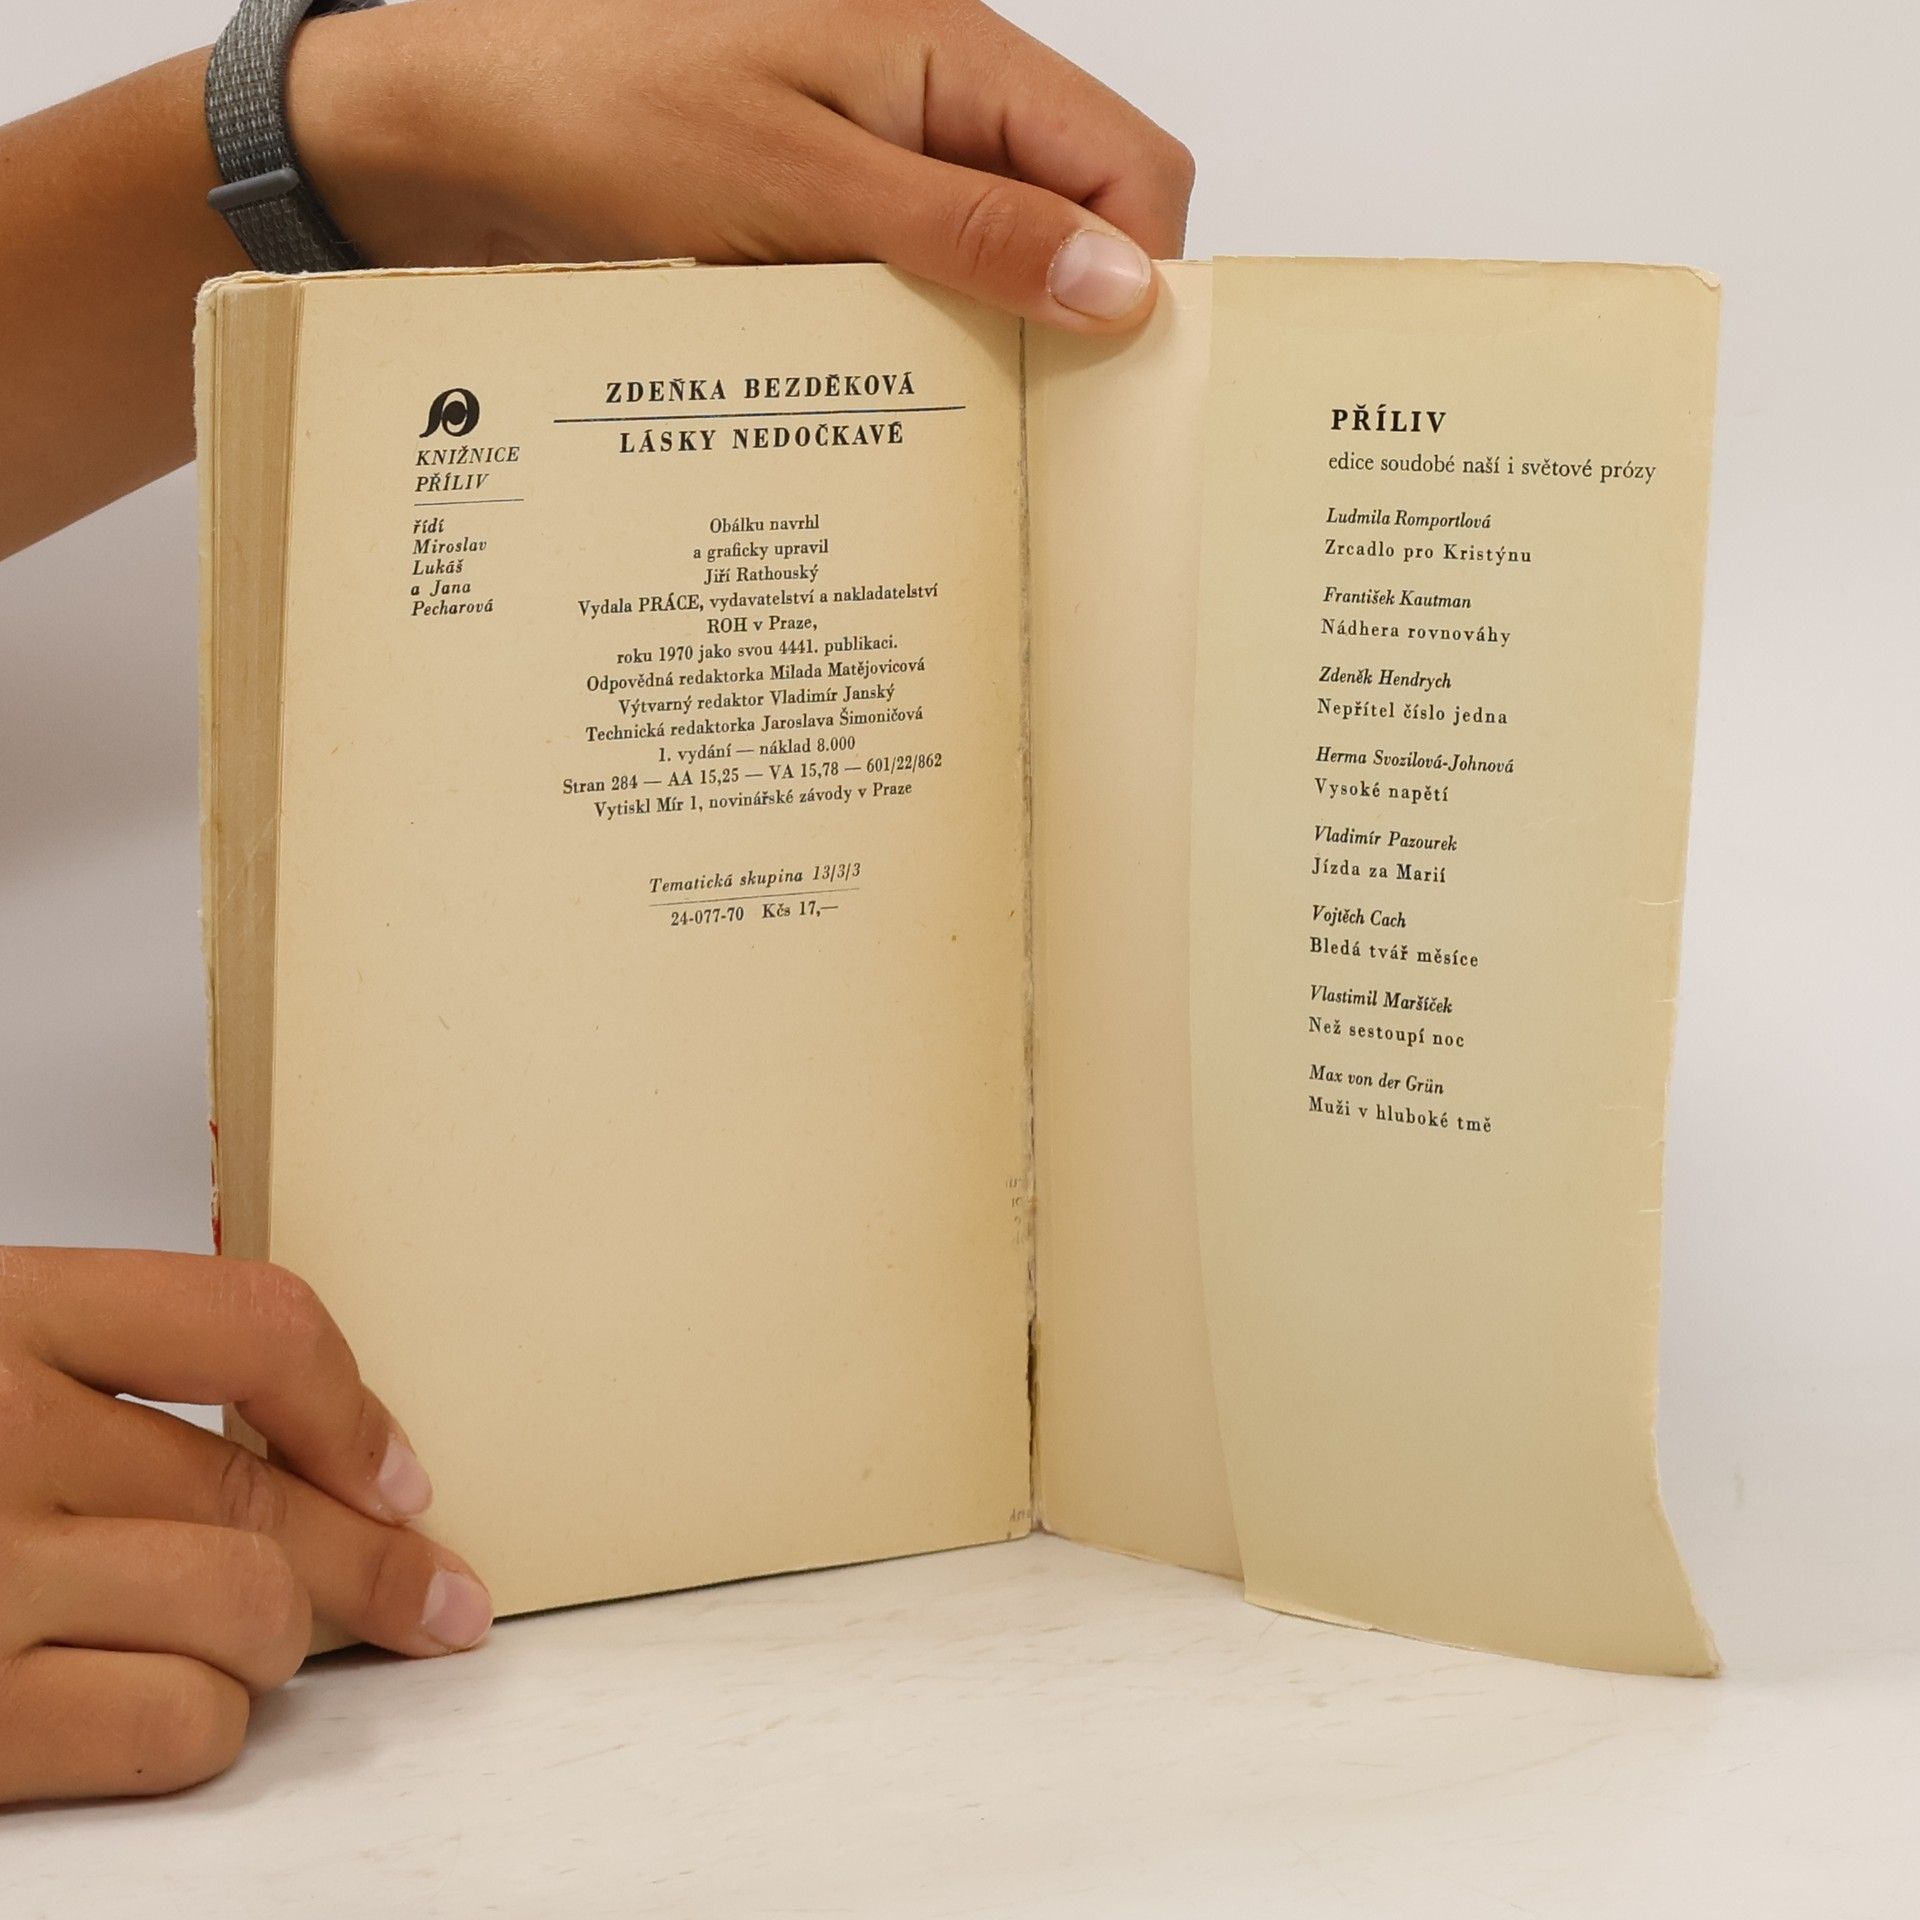 KNIŽNICE
PŘÍLIV
řídí
Miroslav
Lukáš
a Jana
Pecharová
ZDEŇKA BEZDĚKOVÁ
LÁSKY NEDOČKAVÉ
Obálku navrhl
a graficky upravil
Jiří Rathouský
Vydala PRÁCE, vydavatelství a nakladatelství
ROH v Praze,
roku 1970 jako svou 4441. publikaci.
Odpovědná redaktorka Milada Matějovicová
Výtvarný redaktor Vladimír Janský
Technická redaktorka Jaroslava Šimoničová
1. vydání — náklad 8.000
Stran 284 — AA 15,25 — VA 15,78 — 601/22/862
Vytiskl Mír 1, novinářské závody v Praze
Tematická skupina 13/3/3
24-077-70 Kčs 17,—
PŘÍLIV
edice soudobé naší i světové prózy
Ludmila Romportlová
Zrcadlo pro Kristýnu
František Kautman
Nádhera rovnováhy
Zdeněk Hendrych
Nepřítel číslo jedna
Herma Svozilová-Johnová
Vysoké napětí
Vladimír Pazourek
Jízda za Marií
Vojtěch Cach
Bledá tvář měsíce
Vlastimil Maršíček
Než sestoupí noc
Max von der Grün
Muži v hluboké tmě